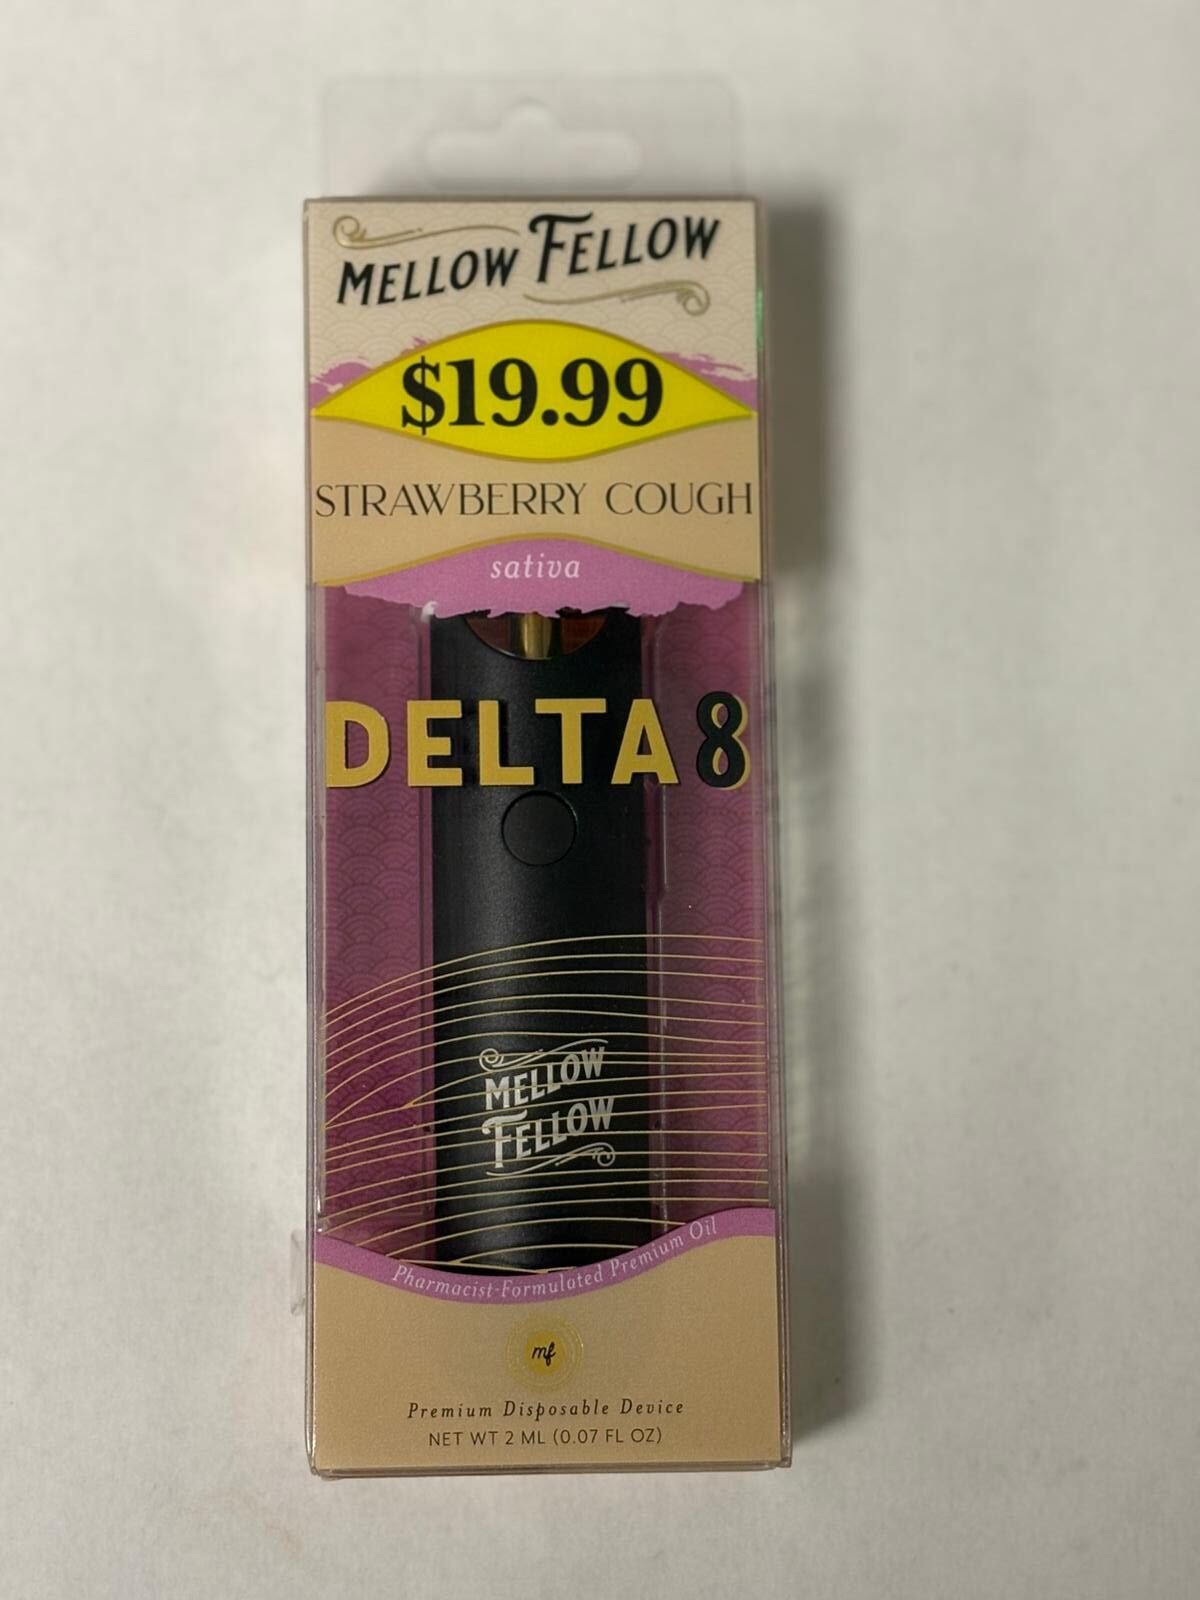 MELLOW FELLOW
$19.99
STRAWBERRY COUGH
sativa
DELTA 8
MELLOW
FELLOW
Pharmacist-Formulated Premium Oil
mf
Premium Disposable Device
NET WT 2 ML (0.07 FL OZ)